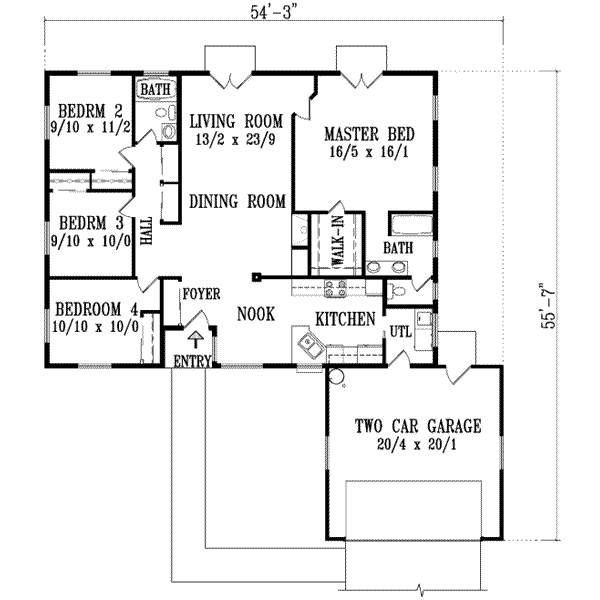 54'-3"
BEDRM 2
9/10 x 11/2
BATH
LIVING ROOM
13/2 x 23/9
MASTER BED
16/5 x 16/1
DINING ROOM
BEDRM 3
9/10 x 10/0
HALL
WALK-IN
BATH
BEDROOM 4
10/10 x 10/0
FOYER
NOOK
KITCHEN
UTL
ENTRY
55'-7"
TWO CAR GARAGE
20/4 x 20/1